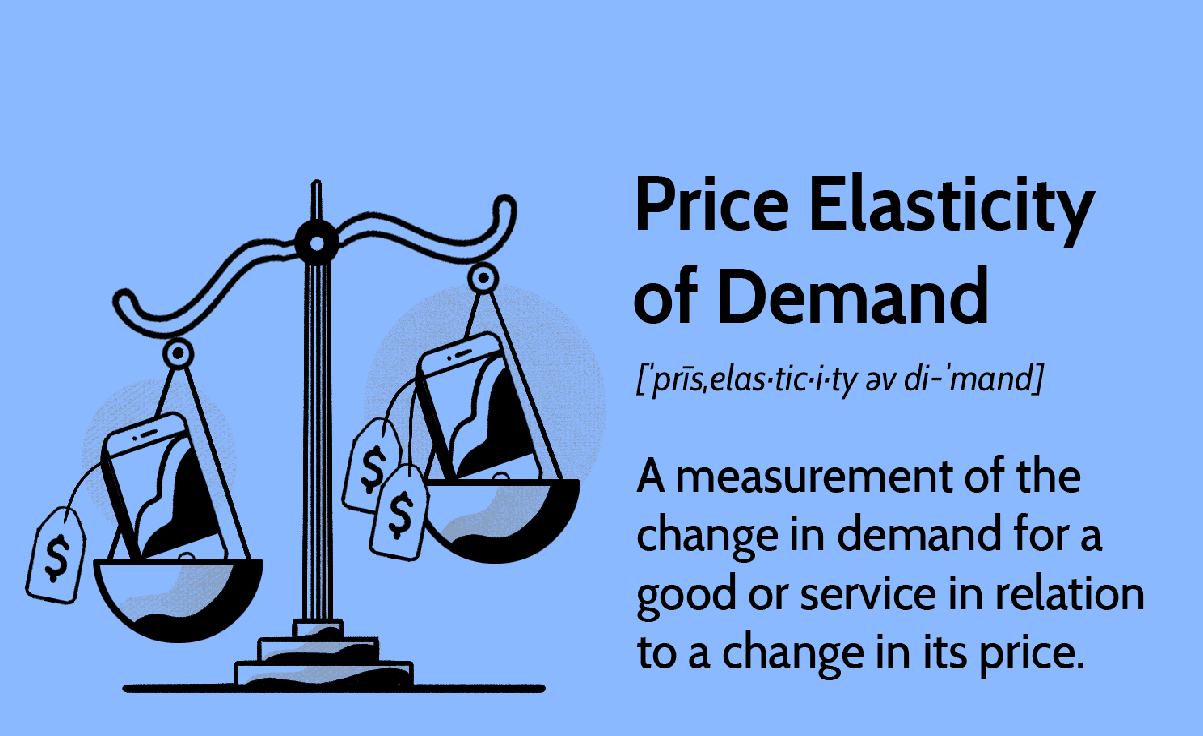 Price Elasticity
of Demand
[ˈprīsˌelas·tic·i·ty əv di-ˈmand]
A measurement of the
change in demand for a
good or service in relation
to a change in its price.
$
$
$